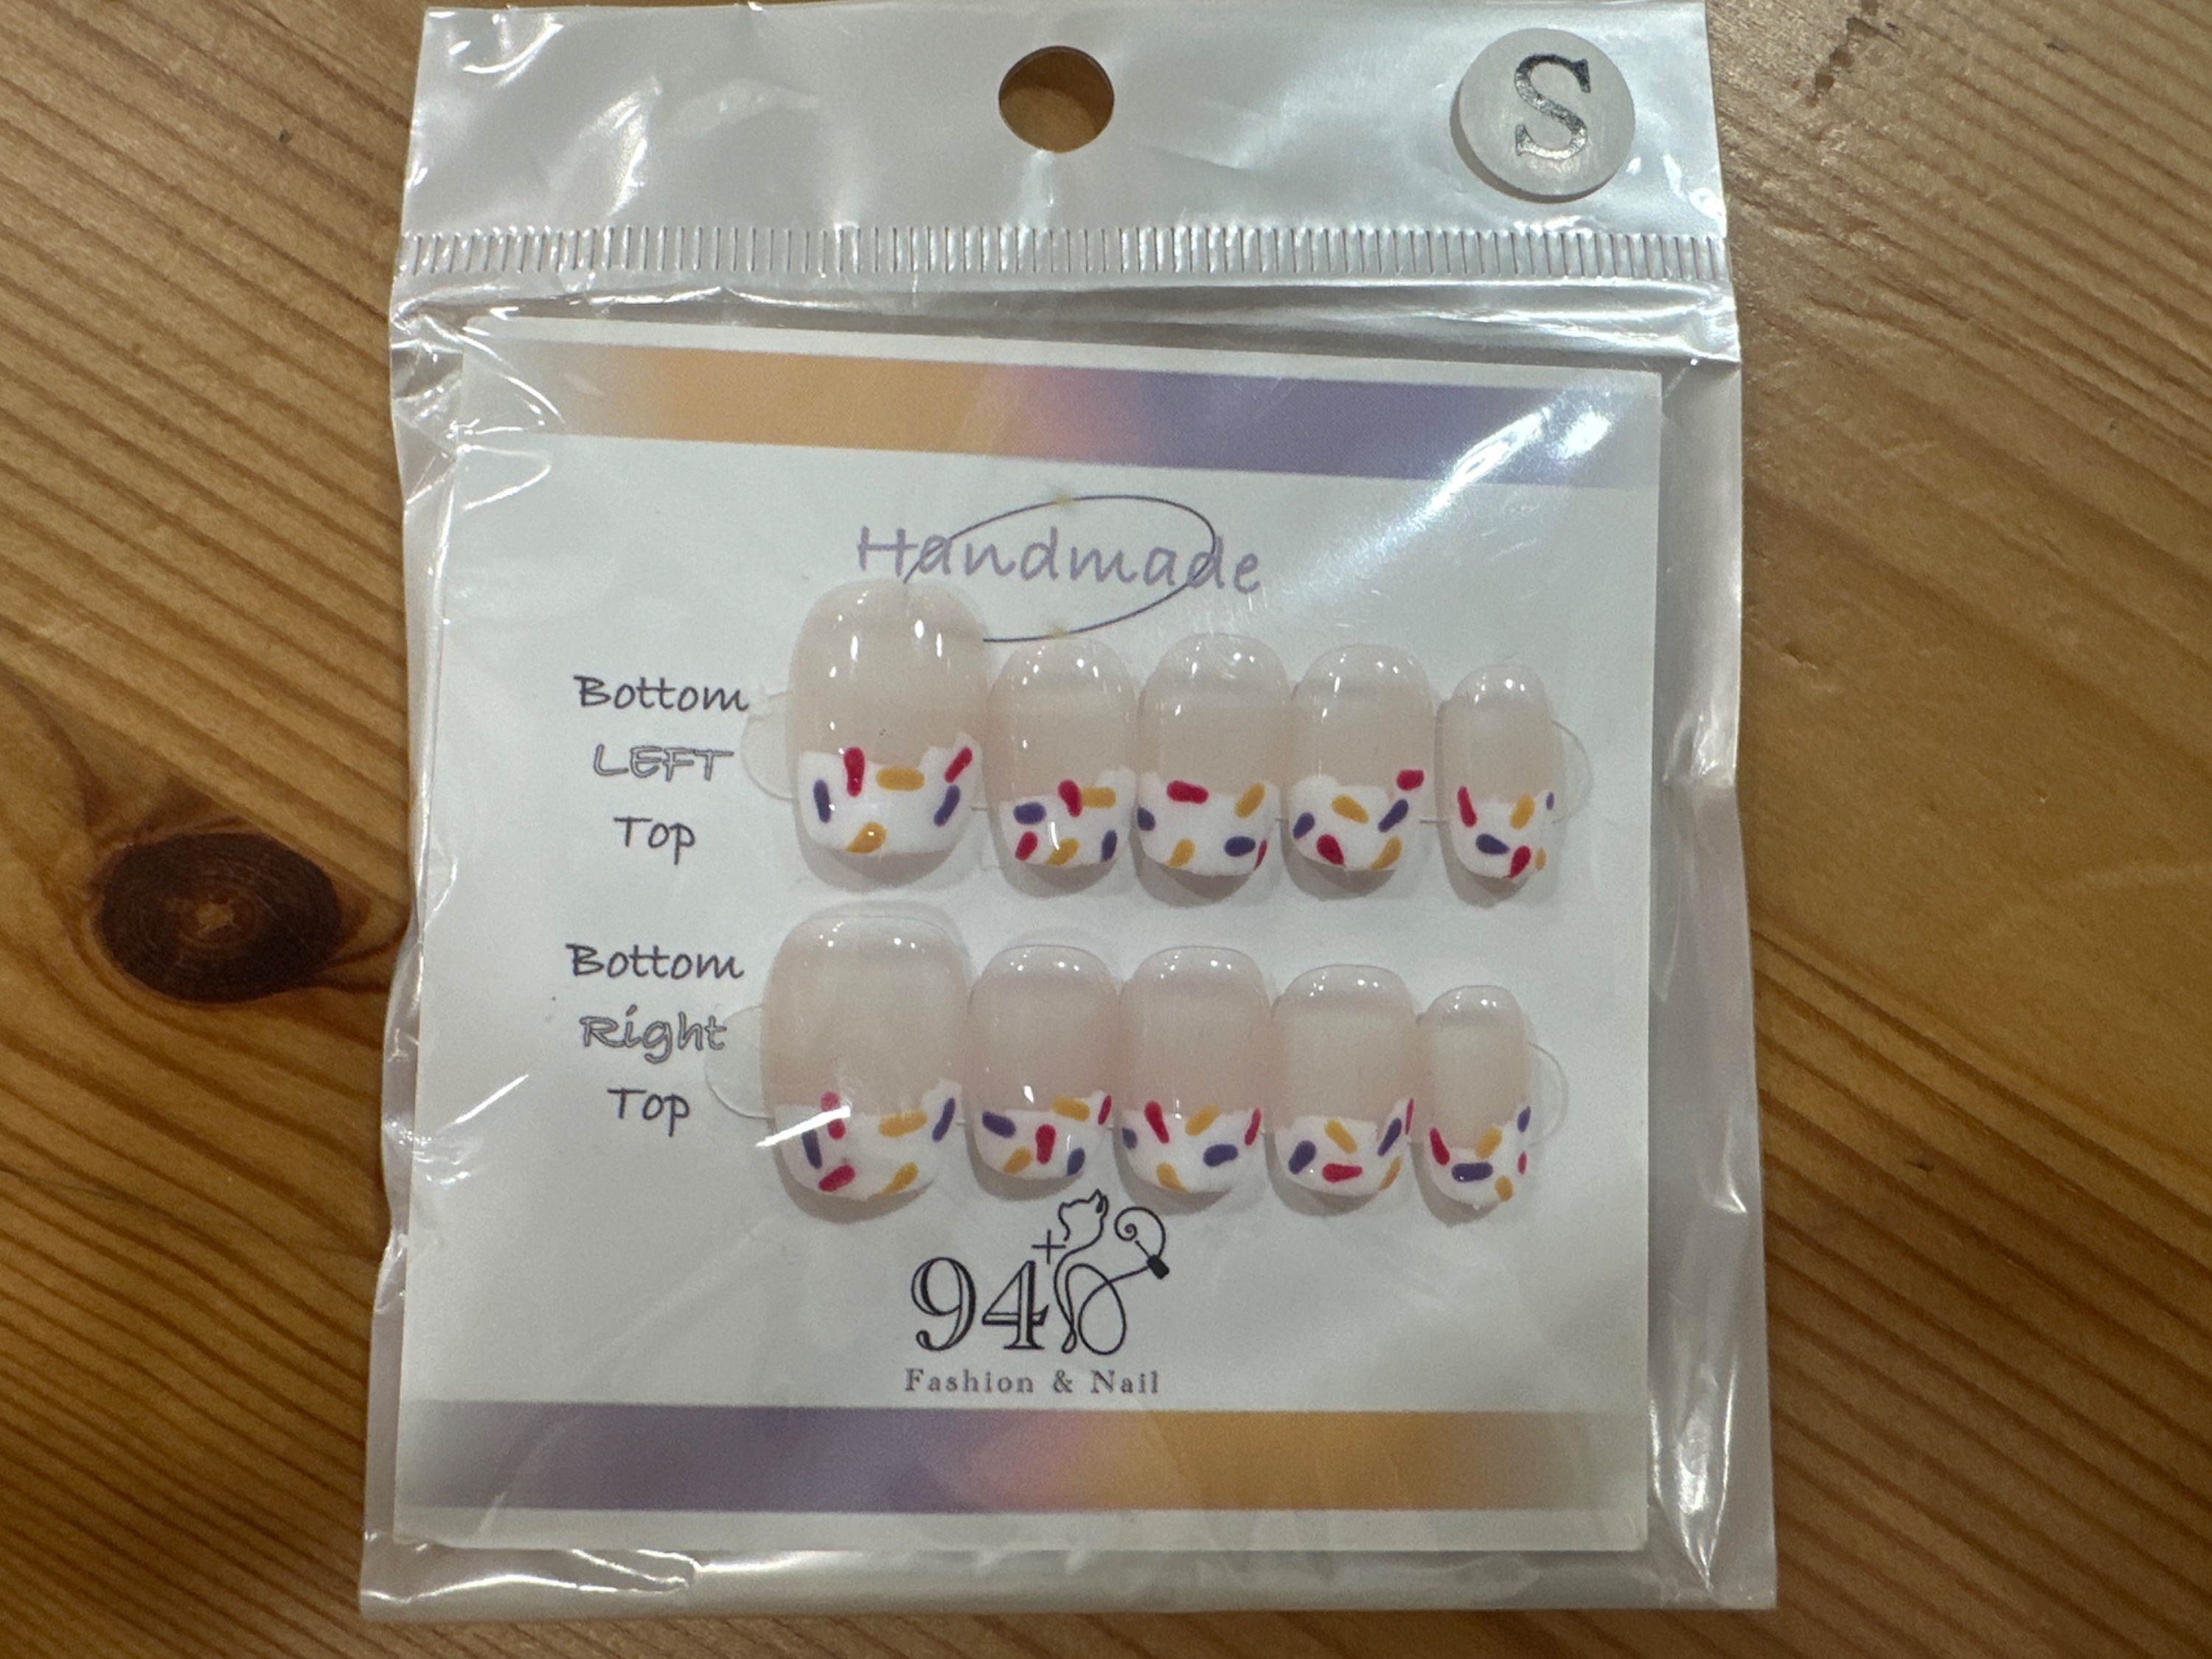 S
Handmade
Bottom
LEFT
Top
Bottom
Right
Top
94+
Fashion & Nail